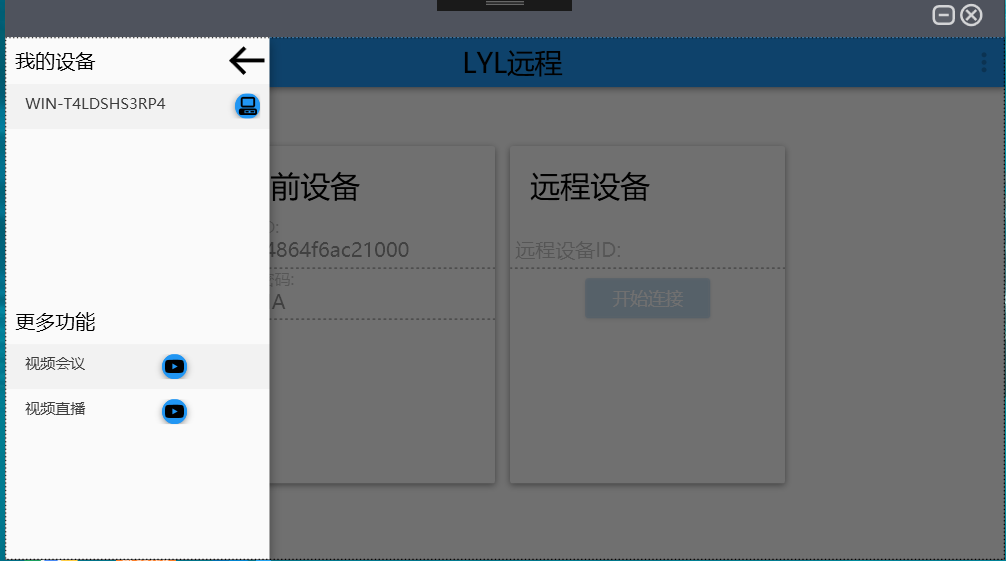 我的设备
WIN-T4LDSHS3RP4
更多功能
视频会议
视频直播
LYL远程
前设备
D:
4864f6ac21000
密码:
A
远程设备
远程设备ID:
开始连接